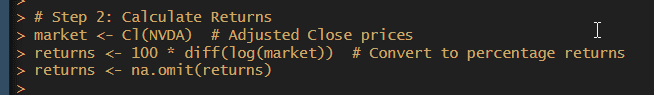 >
> # Step 2: Calculate Returns
> market <- Cl(NVDA)  # Adjusted Close prices
> returns <- 100 * diff(log(market))  # Convert to percentage returns
> returns <- na.omit(returns)
>